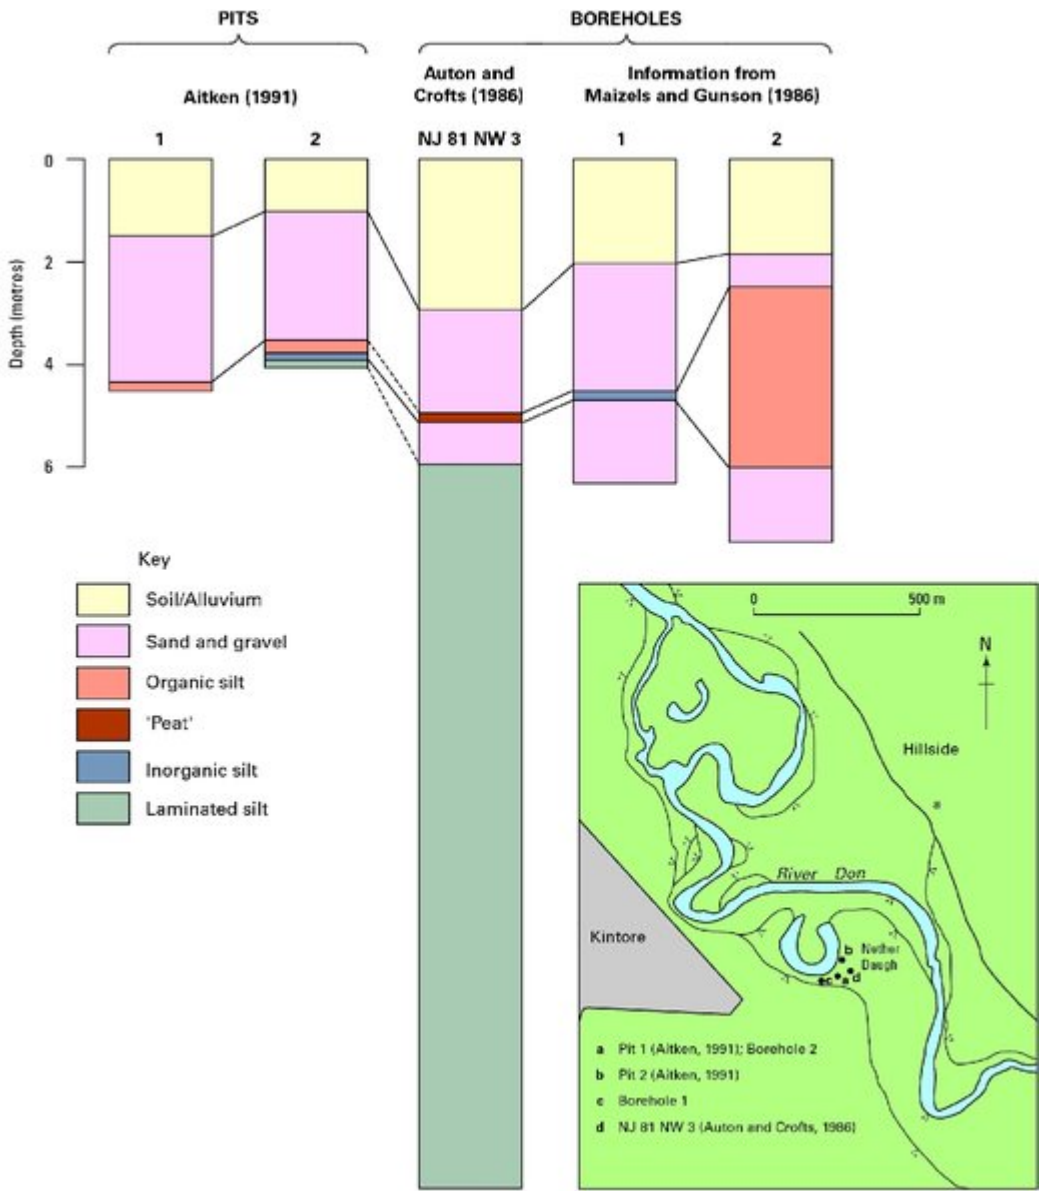 PITS
BOREHOLES
Aitken (1991)
Auton and
Crofts (1986)
Information from
Maizels and Gunson (1986)
1
2
NJ 81 NW 3
1
2
0
2
4
6
Depth (metres)
Key
Soil/Alluvium
Sand and gravel
Organic silt
'Peat'
Inorganic silt
Laminated silt
0
500 m
N
Hillside
River Don
Kintore
b
Nether
Daugh
d
c
a
a Pit 1 (Aitken, 1991); Borehole 2
b Pit 2 (Aitken, 1991)
c Borehole 1
d NJ 81 NW 3 (Auton and Crofts, 1986)